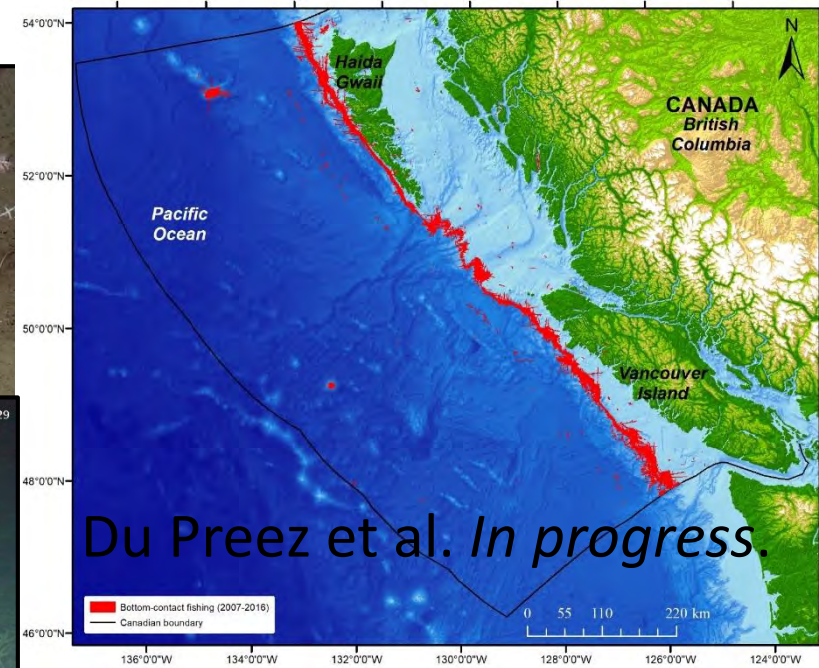 54°0'0"N
52°0'0"N
50°0'0"N
48°0'0"N
46°0'0"N
N
Haida
Gwaii
CANADA
British
Columbia
Pacific
Ocean
Vancouver
Island
29
Du Preez et al. In progress.
Bottom-contact fishing (2007-2016)
Canadian boundary
0 55 110 220 km
136°0'0"W 134°0'0"W 132°0'0"W 130°0'0"W 128°0'0"W 126°0'0"W 124°0'0"W